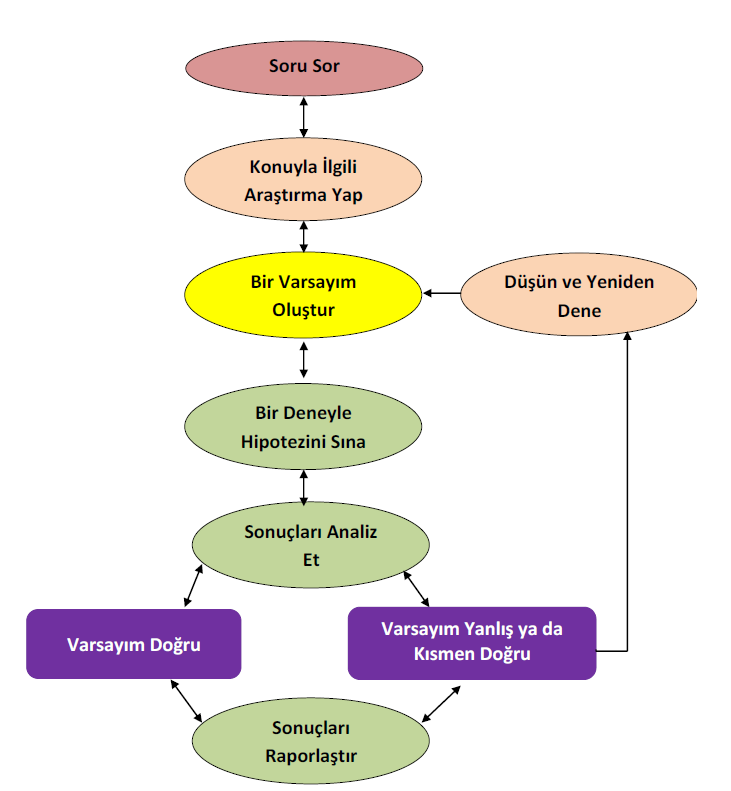 Soru Sor
Konuyla İlgili
Araştırma Yap
Bir Varsayım
Oluştur
Düşün ve Yeniden
Dene
Bir Deneyle
Hipotezini Sına
Sonuçları Analiz
Et
Varsayım Doğru
Varsayım Yanlış ya da
Kısmen Doğru
Sonuçları
Raporlaştır